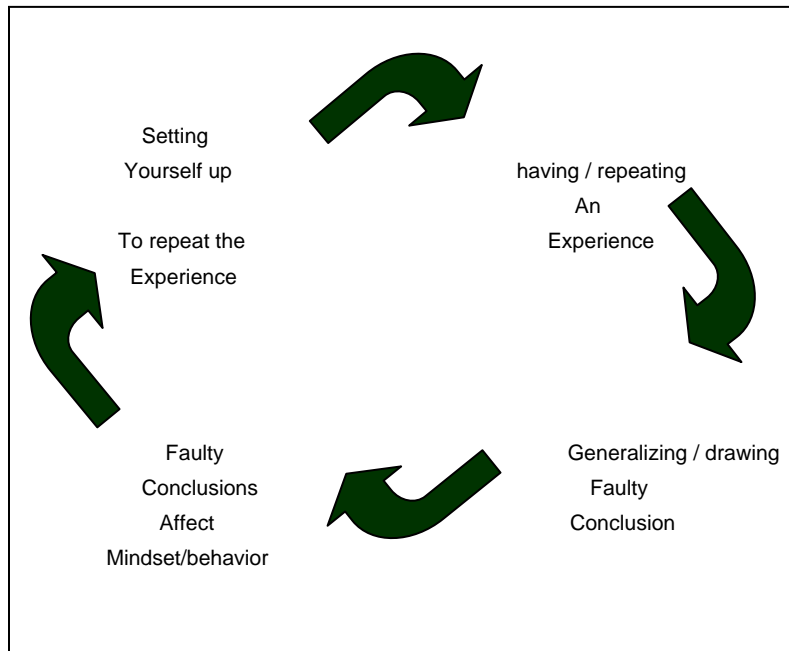 Setting
Yourself up
To repeat the
Experience
having / repeating
An
Experience
Generalizing / drawing
Faulty
Conclusion
Faulty
Conclusions
Affect
Mindset/behavior